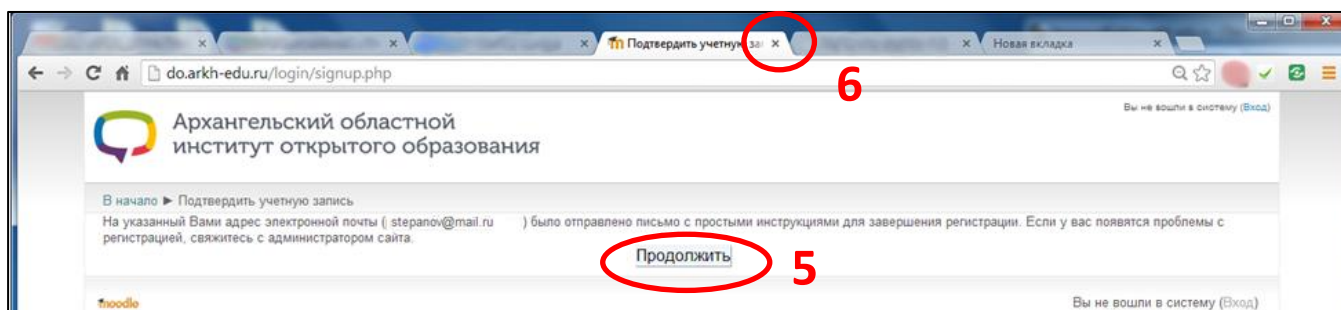 Подтвердить учетную за
Новая вкладка
6
do.arkh-edu.ru/login/signup.php
Вы не вошли в систему (Вход)
Архангельский областной
институт открытого образования
В начало ► Подтвердить учетную запись
На указанный Вами адрес электронной почты ( stepanov@mail.ru ) было отправлено письмо с простыми инструкциями для завершения регистрации. Если у вас появятся проблемы с
регистрацией, свяжитесь с администратором сайта.
Продолжить
5
moodle
Вы не вошли в систему (Вход)